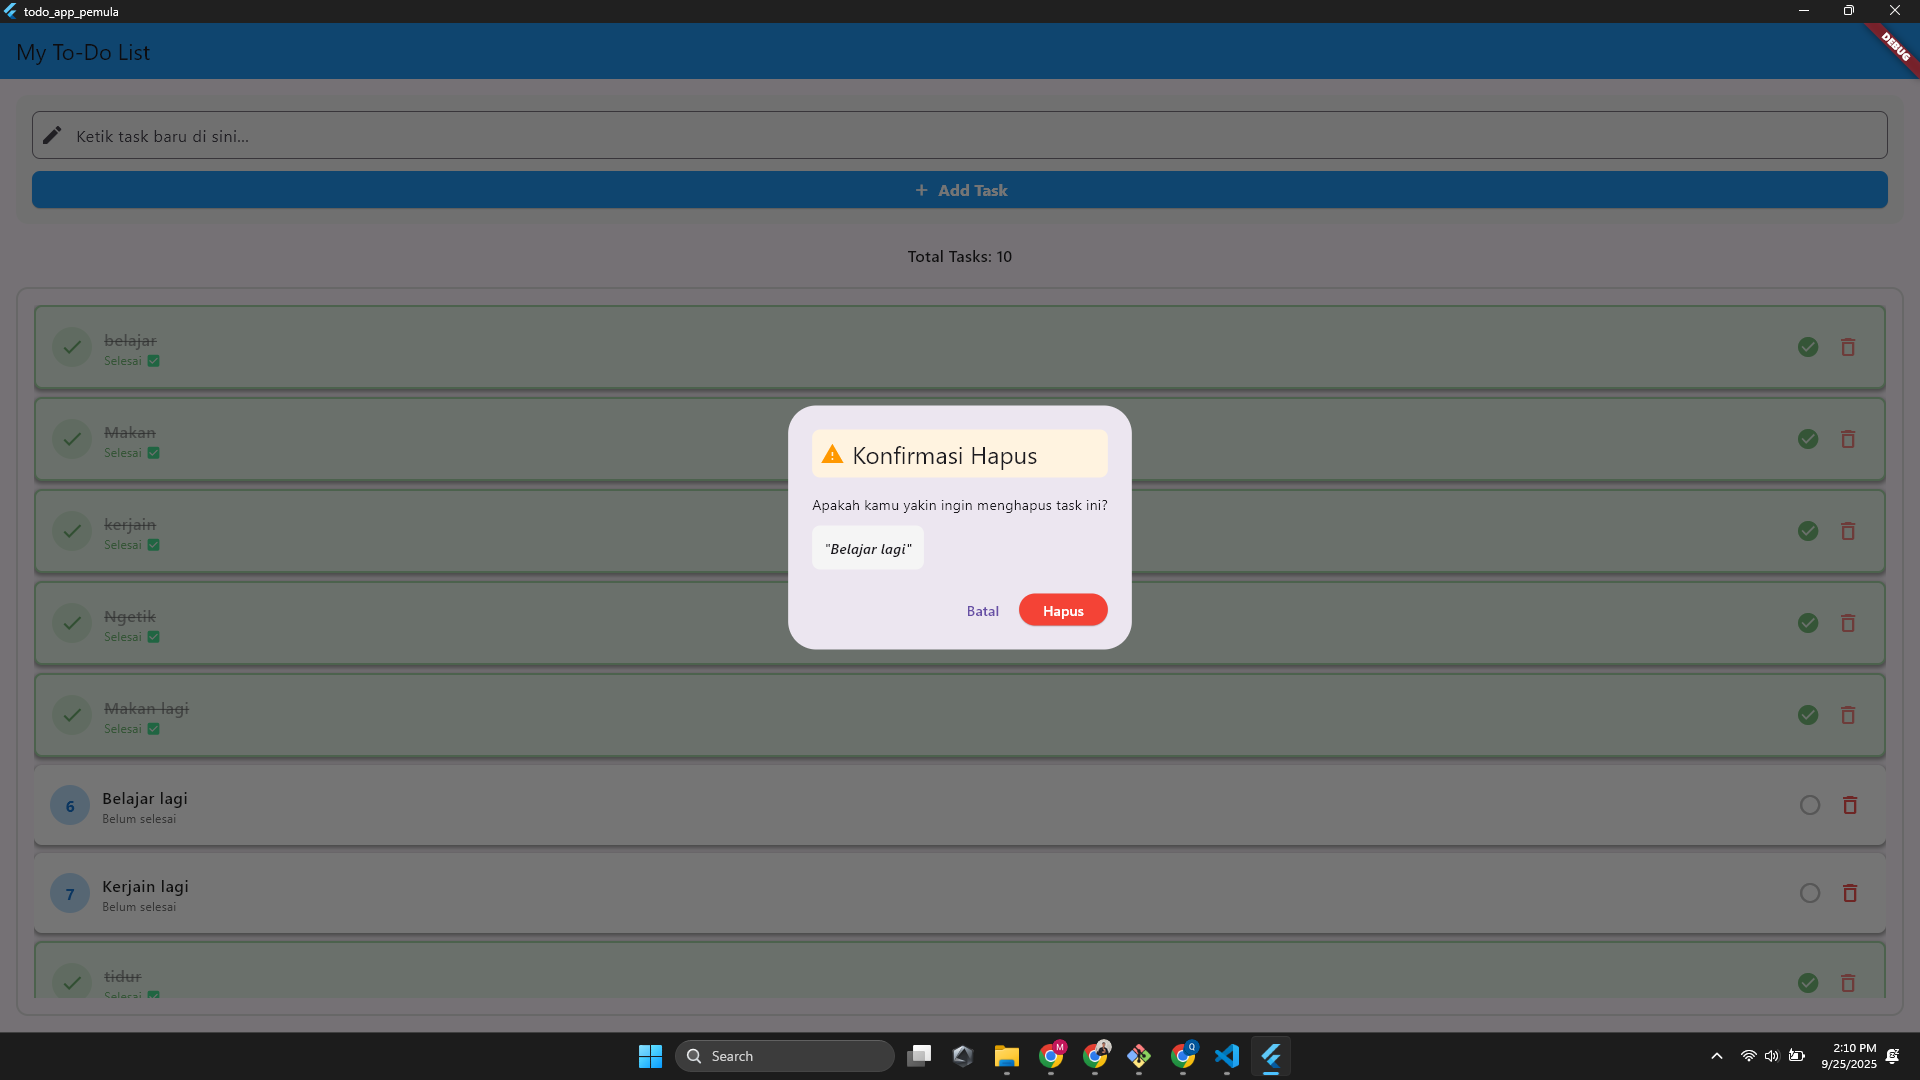 todo_app_pemula
My To-Do List
DEBUG
Ketik task baru di sini...
+ Add Task
Total Tasks: 10
belajar
Selesai ✅
Makan
Selesai ✅
kerjain
Selesai ✅
Ngetik
Selesai ✅
Makan lagi
Selesai ✅
Konfirmasi Hapus
Apakah kamu yakin ingin menghapus task ini?
"Belajar lagi"
Batal
Hapus
6
Belajar lagi
Belum selesai
7
Kerjain lagi
Belum selesai
tidur
Selesai ✅
Search
M
Q
2:10 PM
9/25/2025